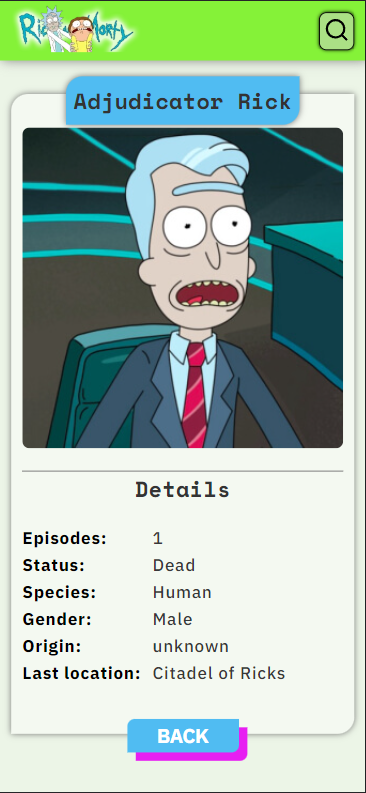 Rick and Morty
Adjudicator Rick
Details
Episodes: 1
Status: Dead
Species: Human
Gender: Male
Origin: unknown
Last location: Citadel of Ricks
BACK